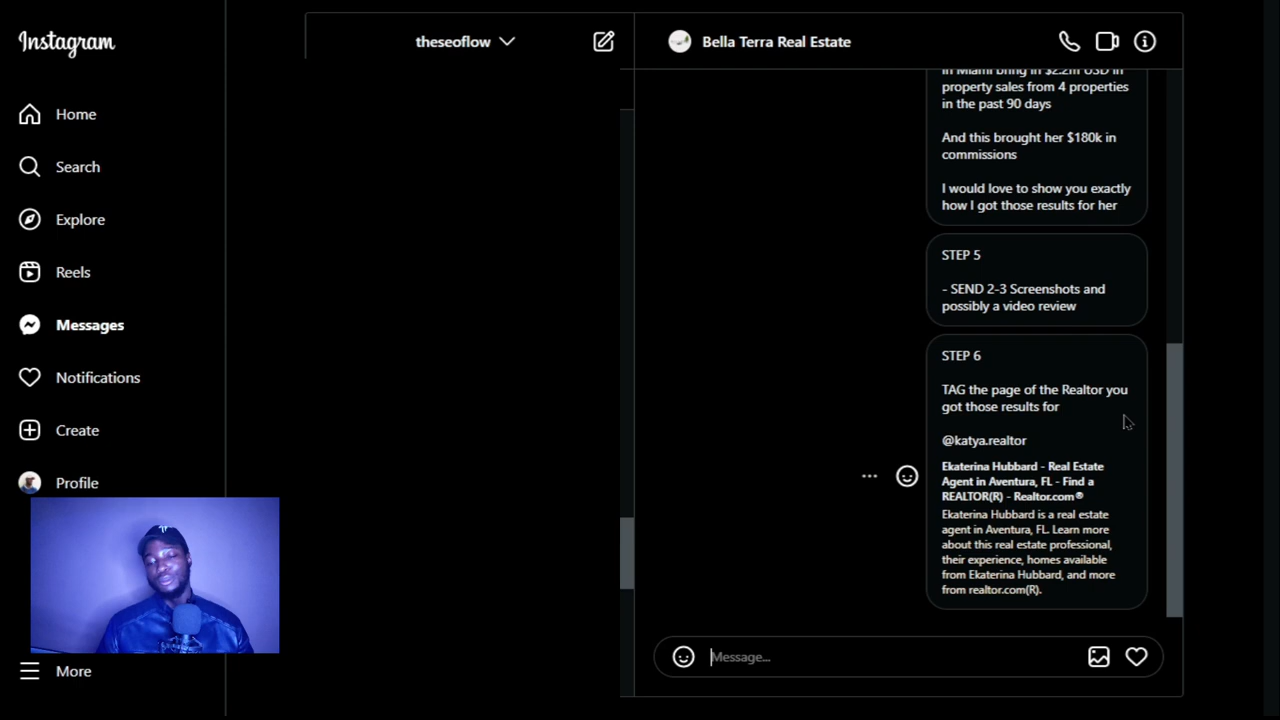 Instagram
theseoflow
Bella Terra Real Estate
Home
Search
Explore
Reels
Messages
Notifications
Create
Profile
More
in Miami bring in $2.2m USD in
property sales from 4 properties
in the past 90 days
And this brought her $180k in
commissions
I would love to show you exactly
how I got those results for her
STEP 5
- SEND 2-3 Screenshots and
possibly a video review
STEP 6
TAG the page of the Realtor you
got those results for
@katya.realtor
Ekaterina Hubbard - Real Estate
Agent in Aventura, FL - Find a
REALTOR(R) - Realtor.com®
Ekaterina Hubbard is a real estate
agent in Aventura, FL. Learn more
about this real estate professional,
their experience, homes available
from Ekaterina Hubbard, and more
from realtor.com(R).
Message...